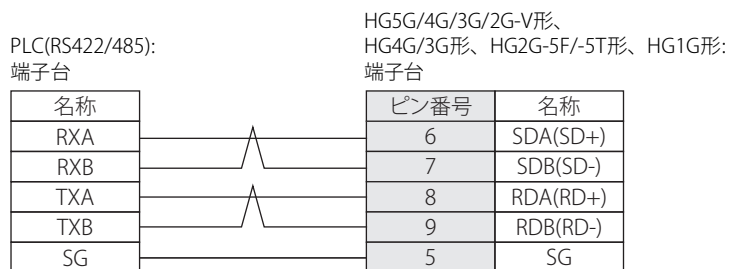 PLC(RS422/485):
端子台
HG5G/4G/3G/2G-V形、
HG4G/3G形、HG2G-5F/-5T形、HG1G形:
端子台
名称 ピン番号 名称
RXA 6 SDA(SD+)
RXB 7 SDB(SD-)
TXA 8 RDA(RD+)
TXB 9 RDB(RD-)
SG 5 SG